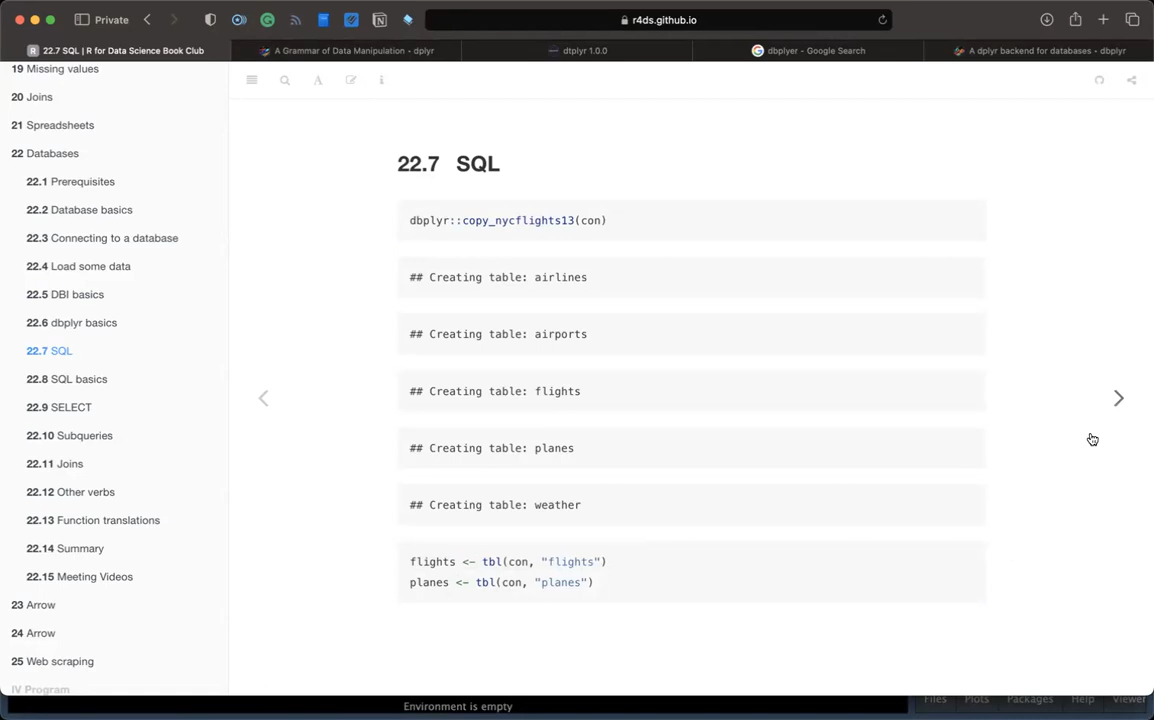 Private
r4ds.github.io
22.7 SQL | R for Data Science Book Club
A Grammar of Data Manipulation • dplyr
dtplyr 1.0.0
dbplyer - Google Search
A dplyr backend for databases • dbplyr
19 Missing values
20 Joins
21 Spreadsheets
22 Databases
22.1 Prerequisites
22.2 Database basics
22.3 Connecting to a database
22.4 Load some data
22.5 DBI basics
22.6 dbplyr basics
22.7 SQL
22.8 SQL basics
22.9 SELECT
22.10 Subqueries
22.11 Joins
22.12 Other verbs
22.13 Function translations
22.14 Summary
22.15 Meeting Videos
23 Arrow
24 Arrow
25 Web scraping
IV Program
22.7 SQL
dbplyr::copy_nycflights13(con)
## Creating table: airlines
## Creating table: airports
## Creating table: flights
## Creating table: planes
## Creating table: weather
flights <- tbl(con, "flights")
planes <- tbl(con, "planes")
Environment is empty
Files Plots Packages Help Viewer